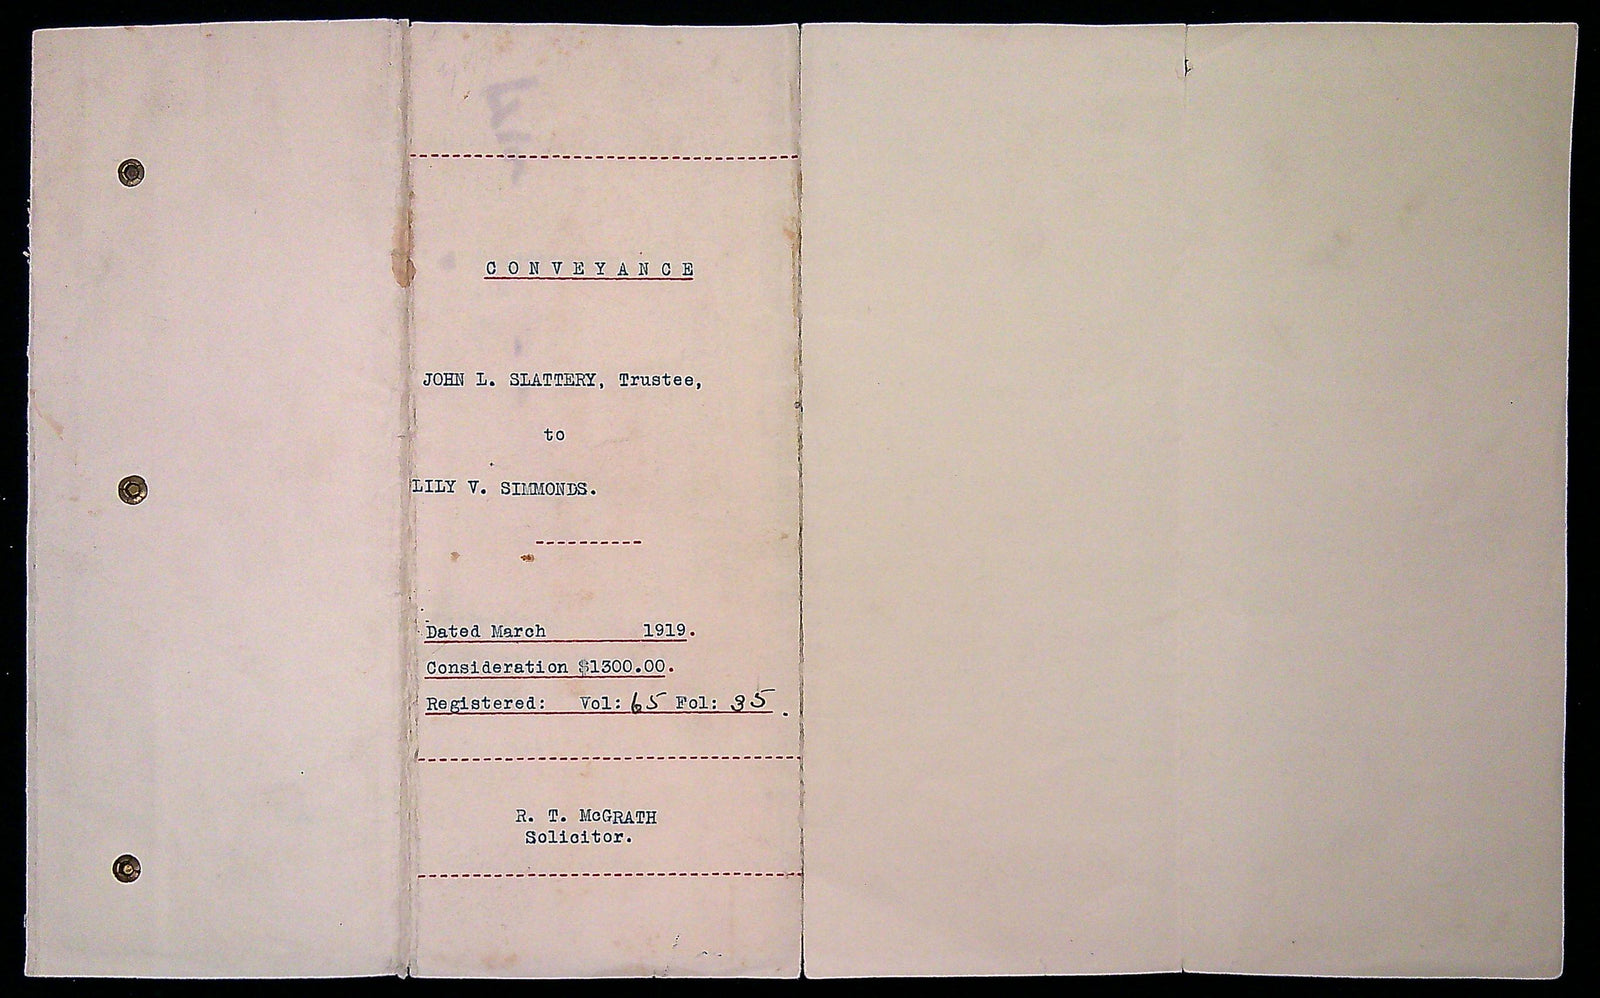 CONVEYANCE
JOHN L. SLATTERY, Trustee,
to
LILY V. SIMMONDS.
Dated March 1919.
Consideration $1300.00.
Registered: Vol: 65 Fol: 35.
R. T. McGRATH
Solicitor.